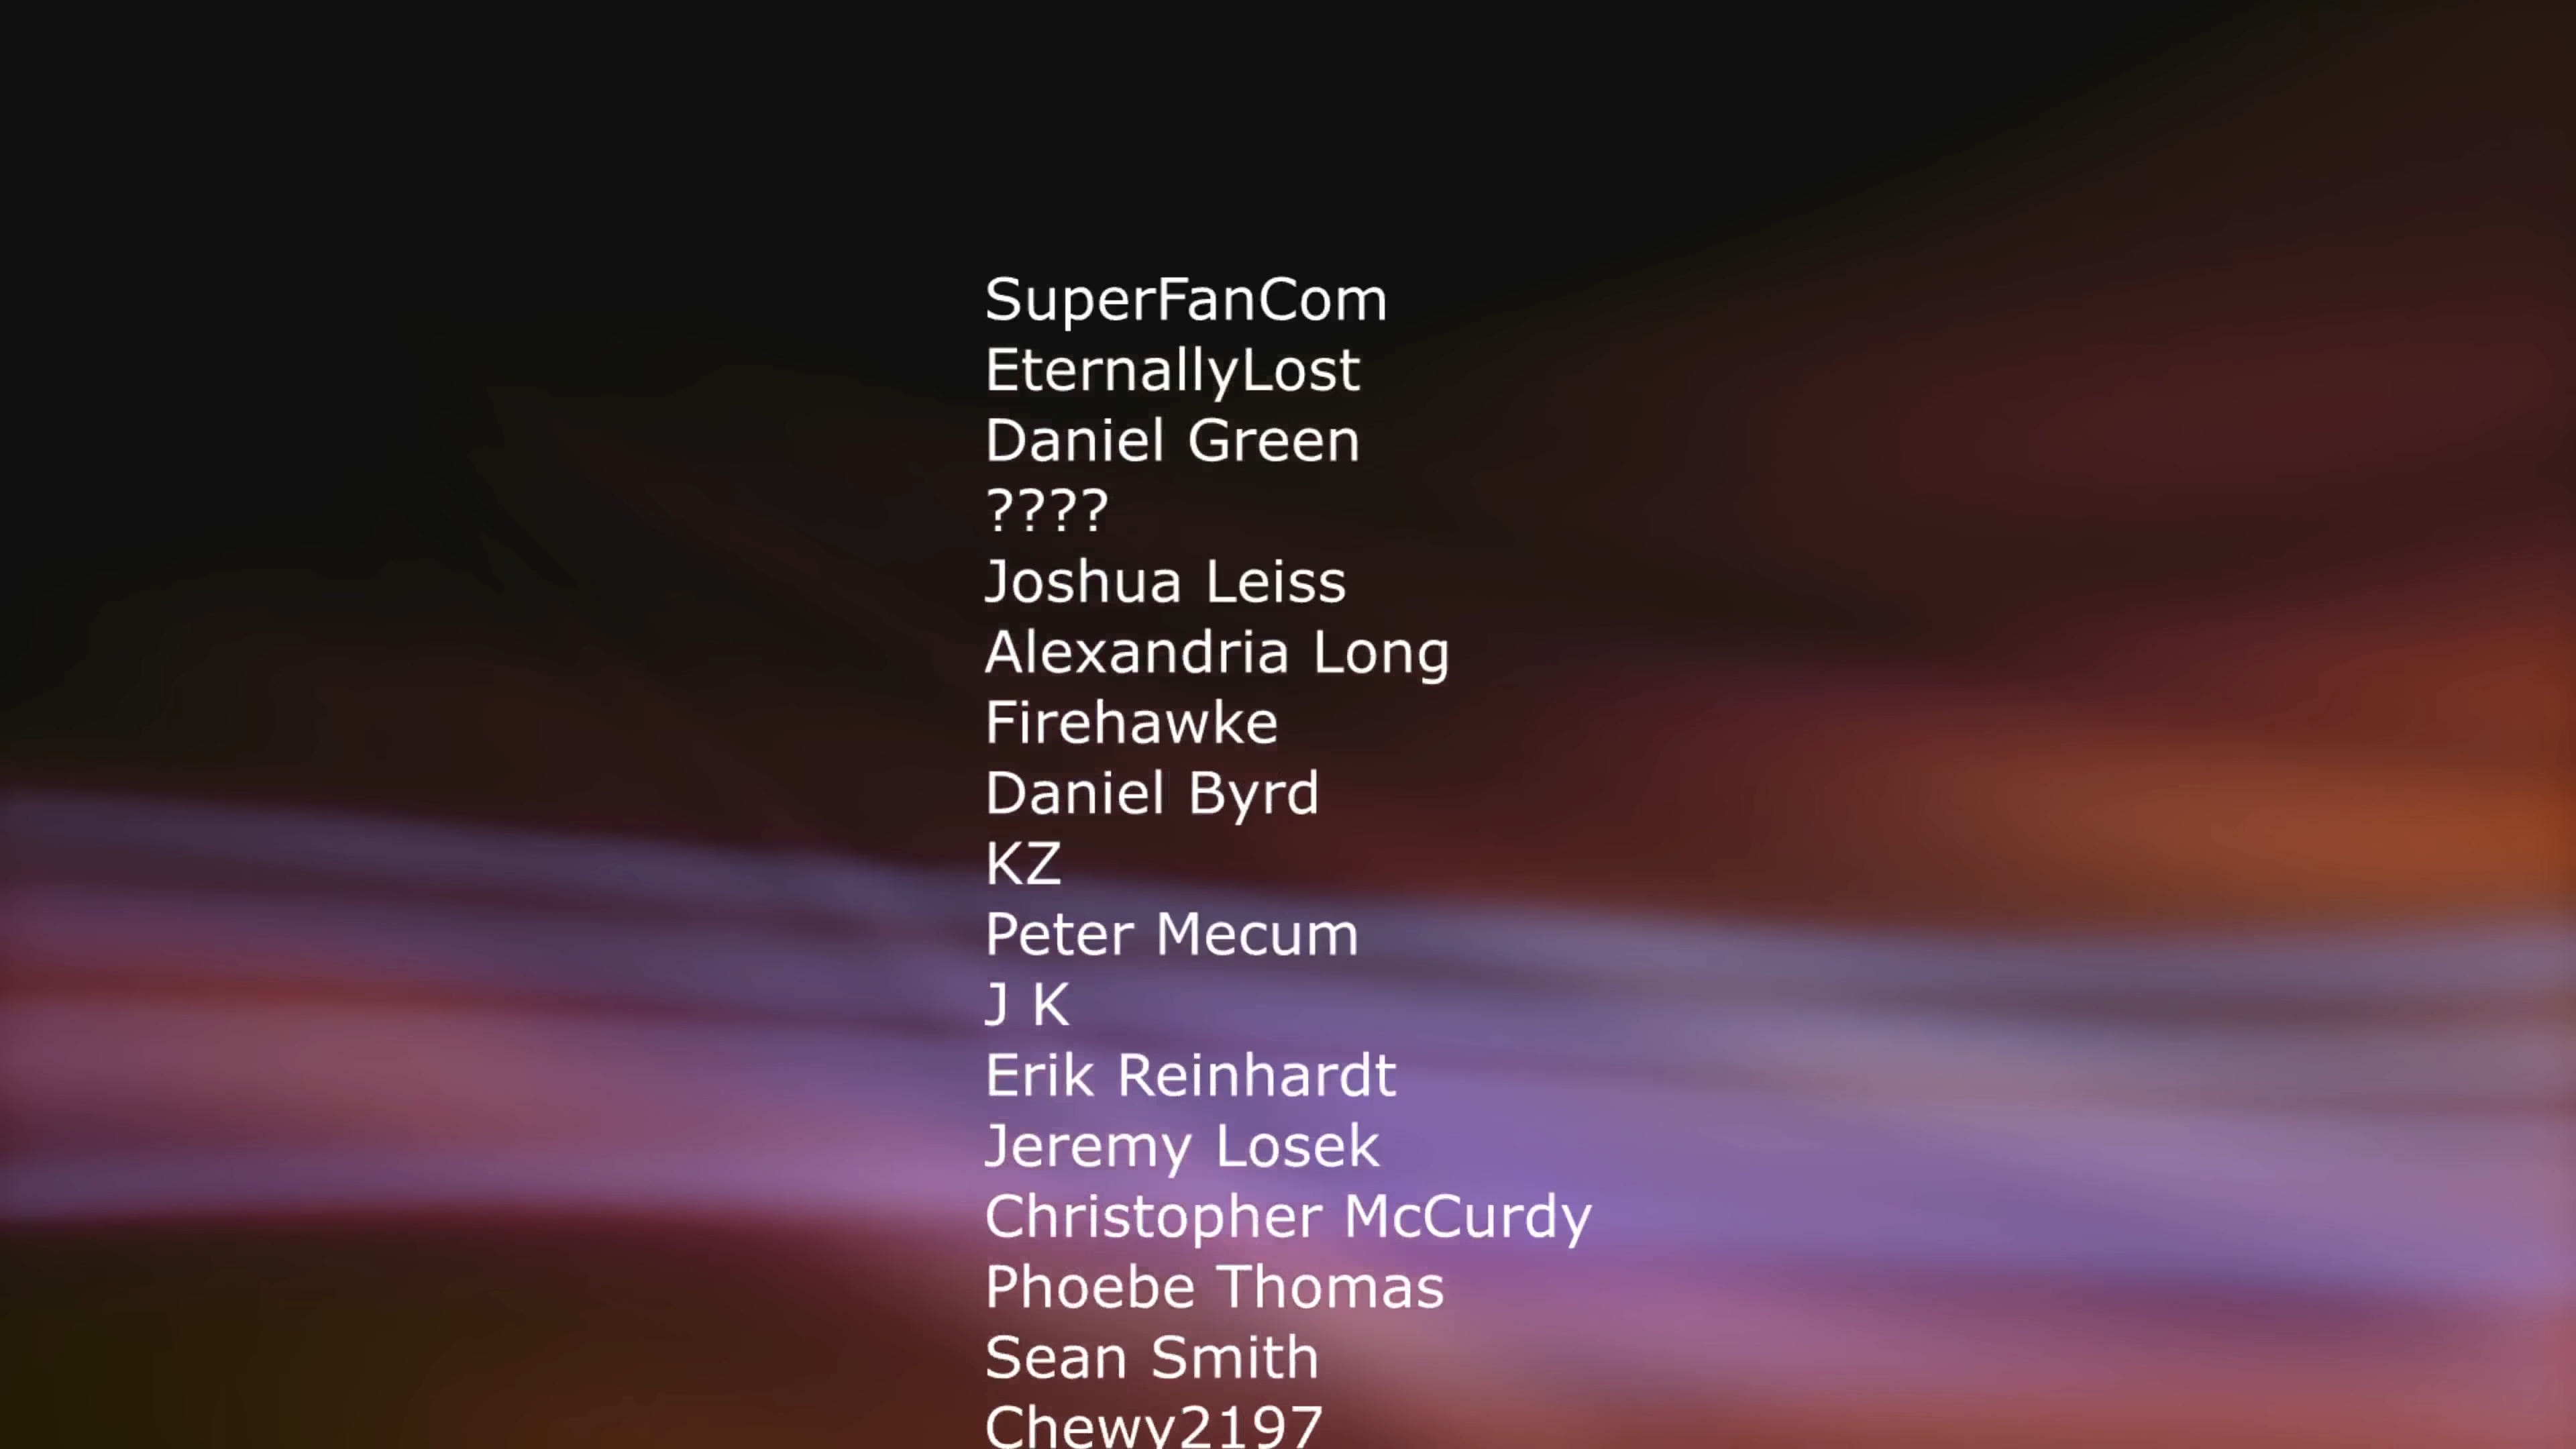 SuperFanCom
EternallyLost
Daniel Green
????
Joshua Leiss
Alexandria Long
Firehawke
Daniel Byrd
KZ
Peter Mecum
J K
Erik Reinhardt
Jeremy Losek
Christopher McCurdy
Phoebe Thomas
Sean Smith
Chewy2197